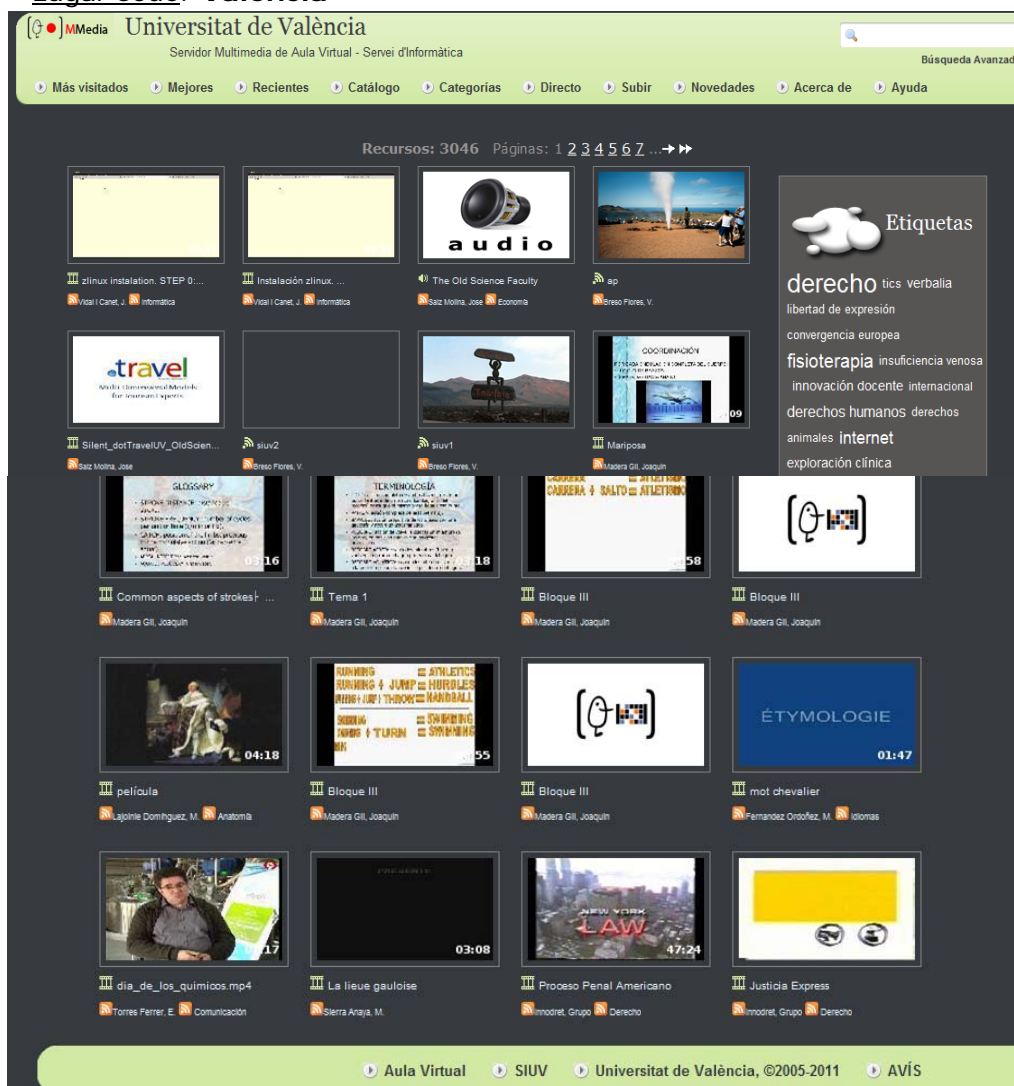 Lugar sede: Valencia
MMedia Universitat de València
Servidor Multimedia de Aula Virtual - Servei d'Informàtica
Búsqueda Avanzad
Más visitados Mejores Recientes Catálogo Categorías Directo Subir Novedades Acerca de Ayuda
Recursos: 3046 Páginas: 1 2 3 4 5 6 7 ...
audio
zlinux instalation. STEP 0:... Instalación zlinux. ... The Old Science Faculty ap
Vidal I Canet, J. Informática Vidal I Canet, J. Informática Saiz Molina, Jose Economía Breso Flores, V.
Etiquetas
derecho tics verbalia
libertad de expresión
convergencia europea
fisioterapia insuficiencia venosa
innovación docente internacional
derechos humanos derechos
animales internet
exploración clínica
.travel
COORDINACIÓN
09
Silent_dotTravelUV_OldScien... siuv2 siuv1 Mariposa
Saiz Molina, Jose Breso Flores, V. Breso Flores, V. Madera Gil, Joaquin
GLOSSARY TERMINOLOGÍA
CARRERA + SALTO = ATLETISMO
03:16 18 58
Common aspects of strokes ... Tema 1 Bloque III Bloque III
Madera Gil, Joaquin Madera Gil, Joaquin Madera Gil, Joaquin Madera Gil, Joaquin
RUNNING = ATHLETICS
RUNNING + JUMP = HURDLES
= HANDBALL
= SWIMMING
+ TURN = SWIMMING
ÉTYMOLOGIE
04:18 55 01:47
película Bloque III Bloque III mot chevalier
Lajoinie Domínguez, M. Anatomía Madera Gil, Joaquin Madera Gil, Joaquin Fernandez Ordoñez, M. Idiomas
PRESENTE
NEW YORK
LAW
17 03:08 47:24
dia_de_los_quimicos.mp4 La lieue gauloise Proceso Penal Americano Justicia Express
Torres Ferrer, E. Comunicación Sierra Anaya, M. Innodret, Grupo Derecho Innodret, Grupo Derecho
Aula Virtual SIUV Universitat de València, ©2005-2011 AVÍS